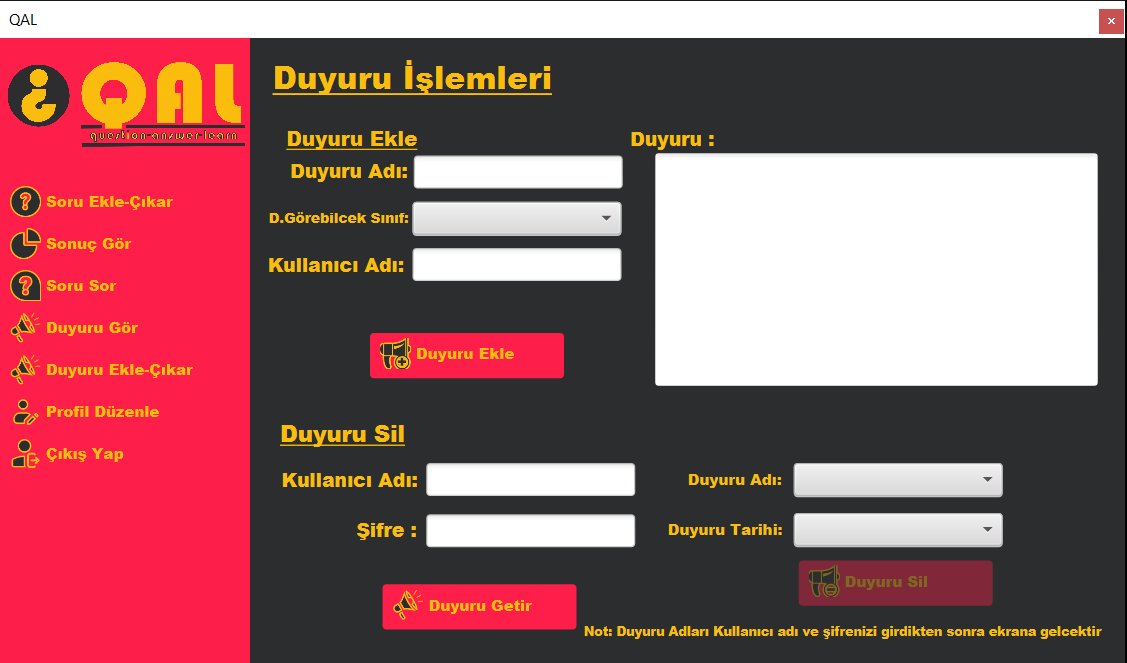 QAL
QAL
question-answer-learn
Soru Ekle-Çıkar
Sonuç Gör
Soru Sor
Duyuru Gör
Duyuru Ekle-Çıkar
Profil Düzenle
Çıkış Yap
Duyuru İşlemleri
Duyuru Ekle
Duyuru Adı:
D.Görebilcek Sınıf:
Kullanıcı Adı:
Duyuru Ekle
Duyuru :
Duyuru Sil
Kullanıcı Adı:
Şifre :
Duyuru Getir
Duyuru Adı:
Duyuru Tarihi:
Duyuru Sil
Not: Duyuru Adları Kullanıcı adı ve şifrenizi girdikten sonra ekrana gelcektir